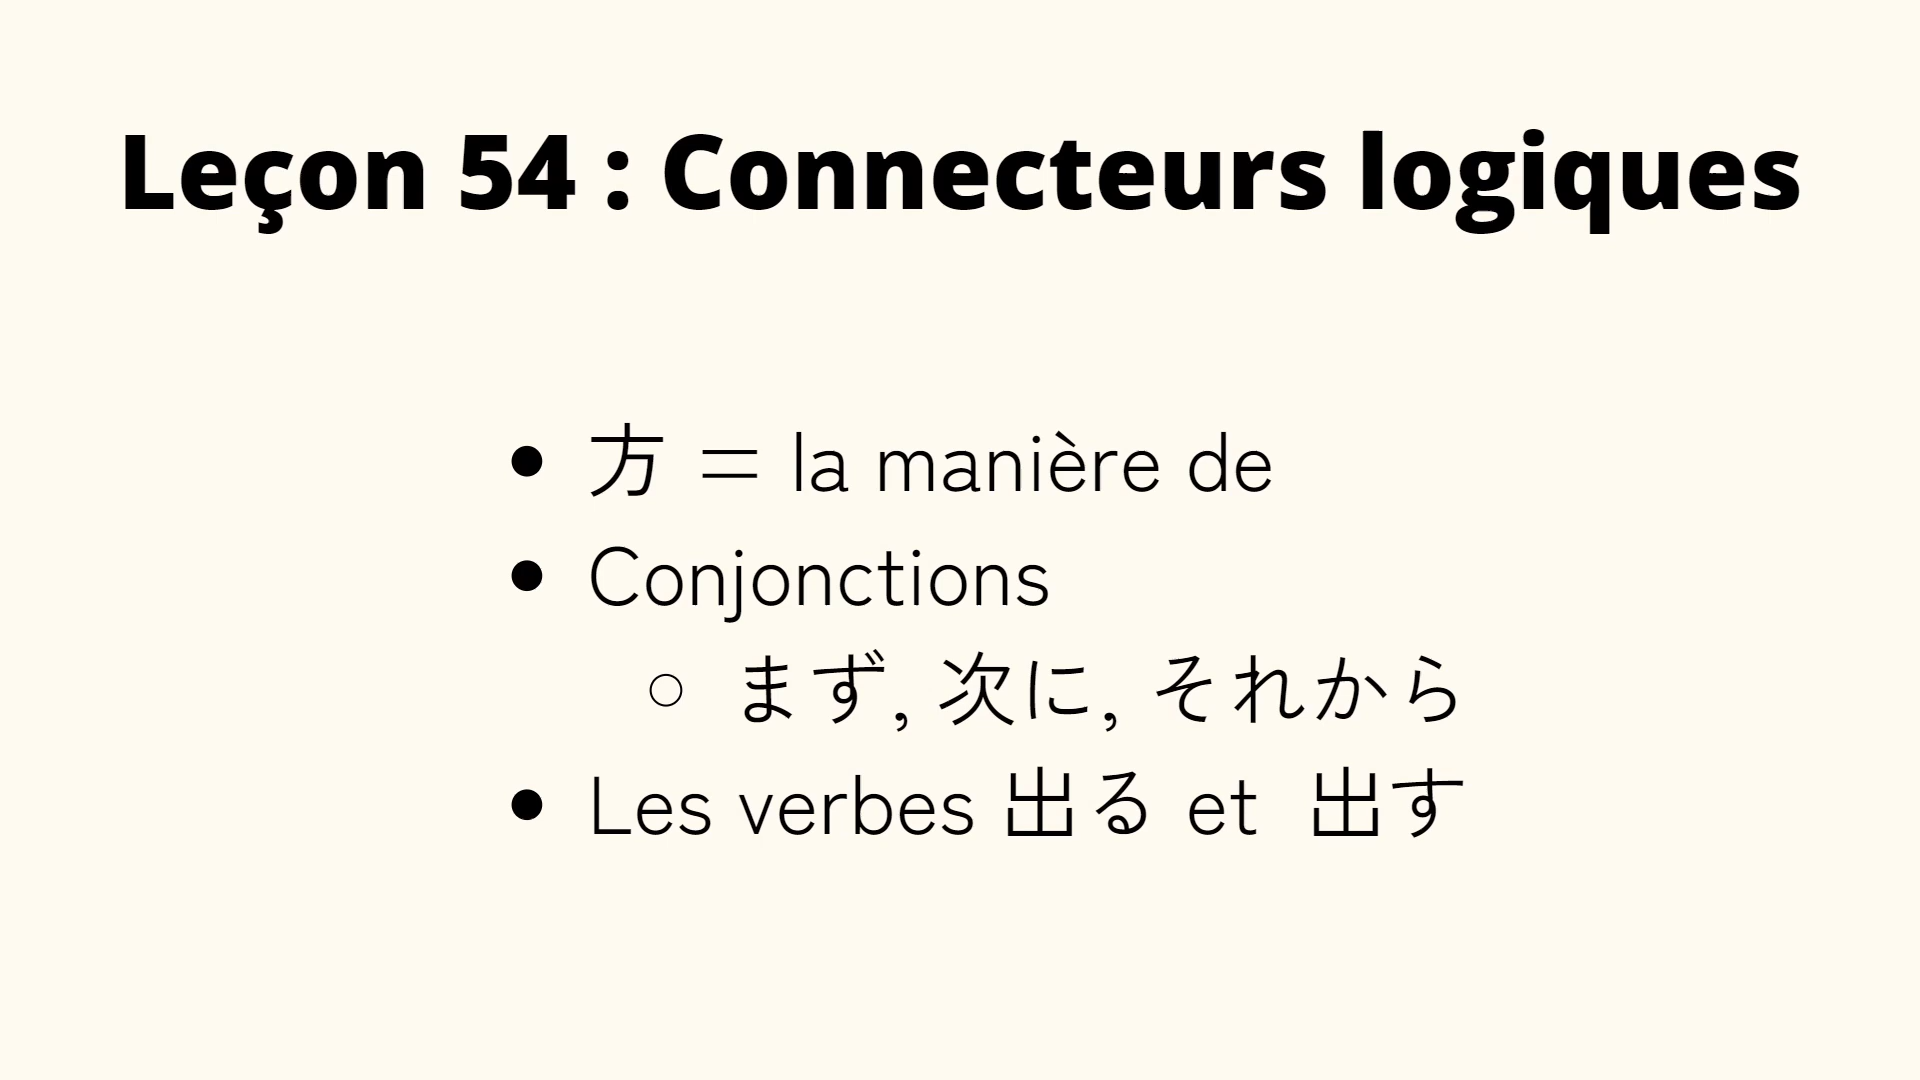 Leçon 54 : Connecteurs logiques
• 方 = la manière de
• Conjonctions
○ まず, 次に, それから
• Les verbes 出る et 出す